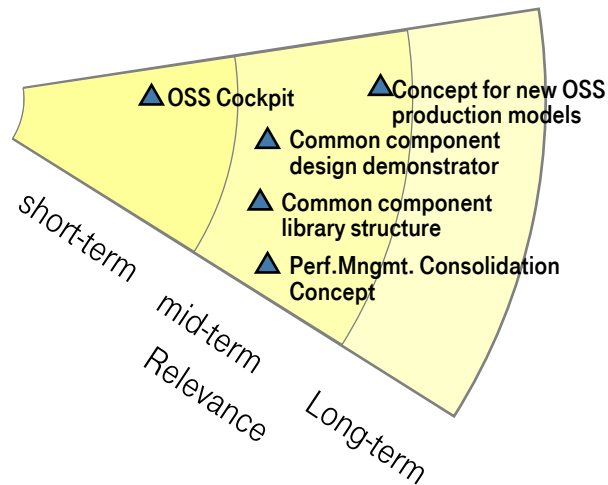 OSS Cockpit
Concept for new OSS
production models
Common component
design demonstrator
Common component
library structure
Perf.Mngmt. Consolidation
Concept
short-term
mid-term
Long-term
Relevance